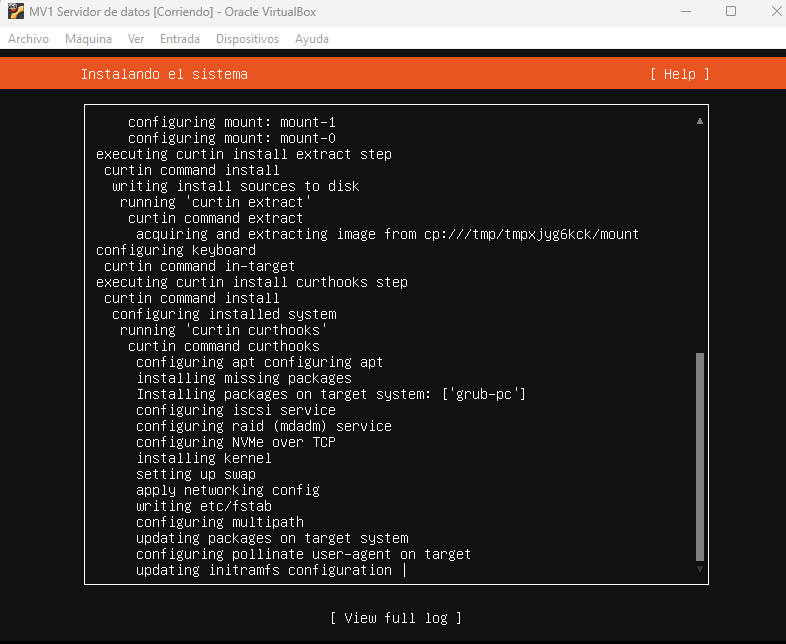 MV1 Servidor de datos [Corriendo] - Oracle VirtualBox
Archivo Máquina Ver Entrada Dispositivos Ayuda
Instalando el sistema [ Help ]
configuring mount: mount-1
configuring mount: mount-0
executing curtin install extract step
curtin command install
writing install sources to disk
running 'curtin extract'
curtin command extract
acquiring and extracting image from cp:///tmp/tmpxjyg6kck/mount
configuring keyboard
curtin command in-target
executing curtin install curthooks step
curtin command install
configuring installed system
running 'curtin curthooks'
curtin command curthooks
configuring apt configuring apt
installing missing packages
Installing packages on target system: ['grub-pc']
configuring iscsi service
configuring raid (mdadm) service
configuring NVMe over TCP
installing kernel
setting up swap
apply networking config
writing etc/fstab
configuring multipath
updating packages on target system
configuring pollinate user-agent on target
updating initramfs configuration |
[ View full log ]